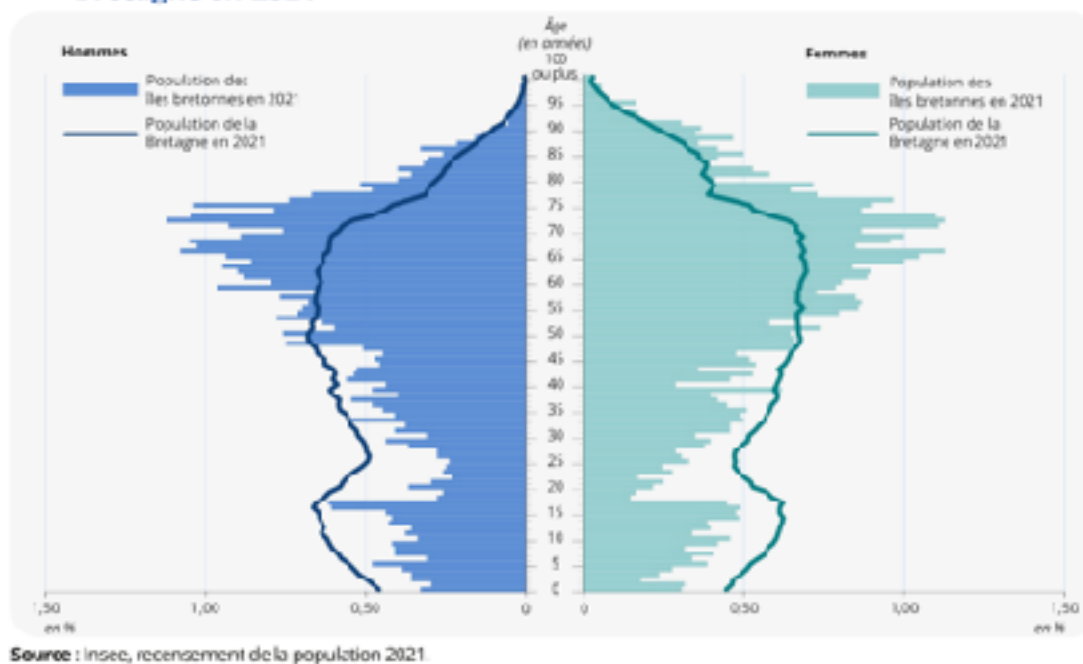 Bretagne en 2021
Âge
(en années)
Hommes
Population des
îles bretonnes en 2021
Population de la
Bretagne en 2021
Femmes
Population des
îles bretonnes en 2021
Population de la
Bretagne en 2021
100
ou plus
95
90
85
80
75
70
65
60
55
50
45
40
35
30
25
20
15
10
5
0
1,50 1,00 0,50 0 0 0,50 1,00 1,50
en % en %
Source : Insee, recensement de la population 2021.